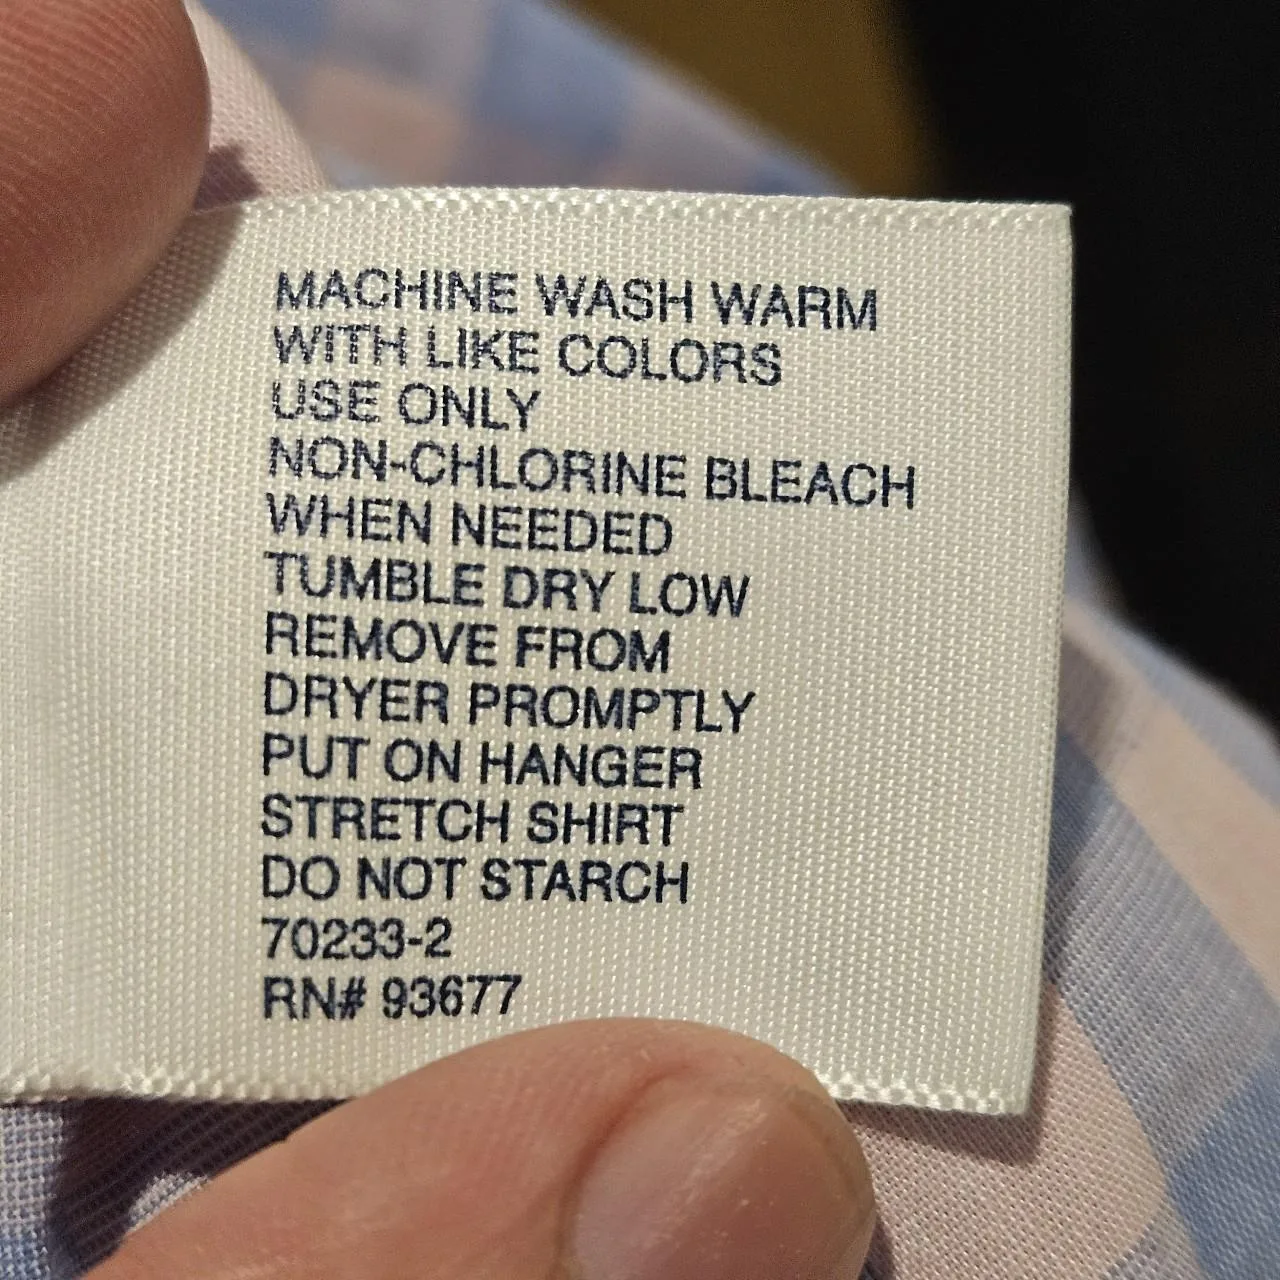 MACHINE WASH WARM
WITH LIKE COLORS
USE ONLY
NON-CHLORINE BLEACH
WHEN NEEDED
TUMBLE DRY LOW
REMOVE FROM
DRYER PROMPTLY
PUT ON HANGER
STRETCH SHIRT
DO NOT STARCH
70233-2
RN# 93677